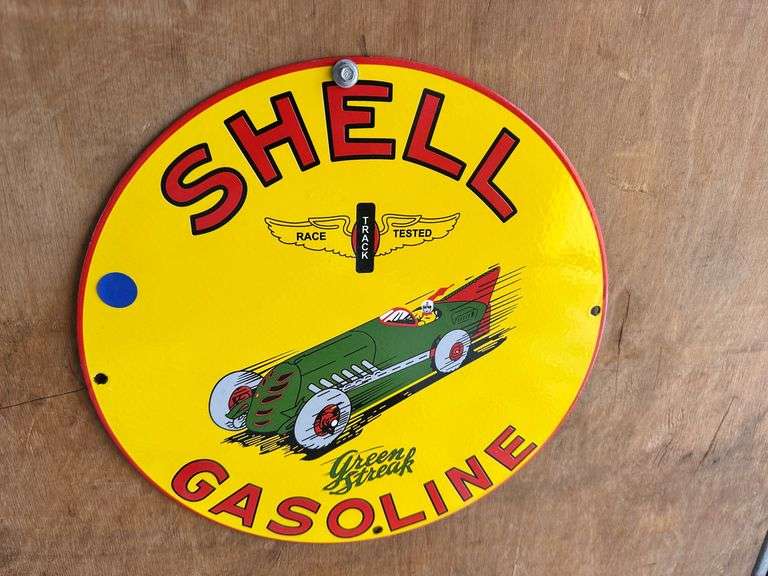 SHELL
RACE TRACK TESTED
Green
Streak
GASOLINE